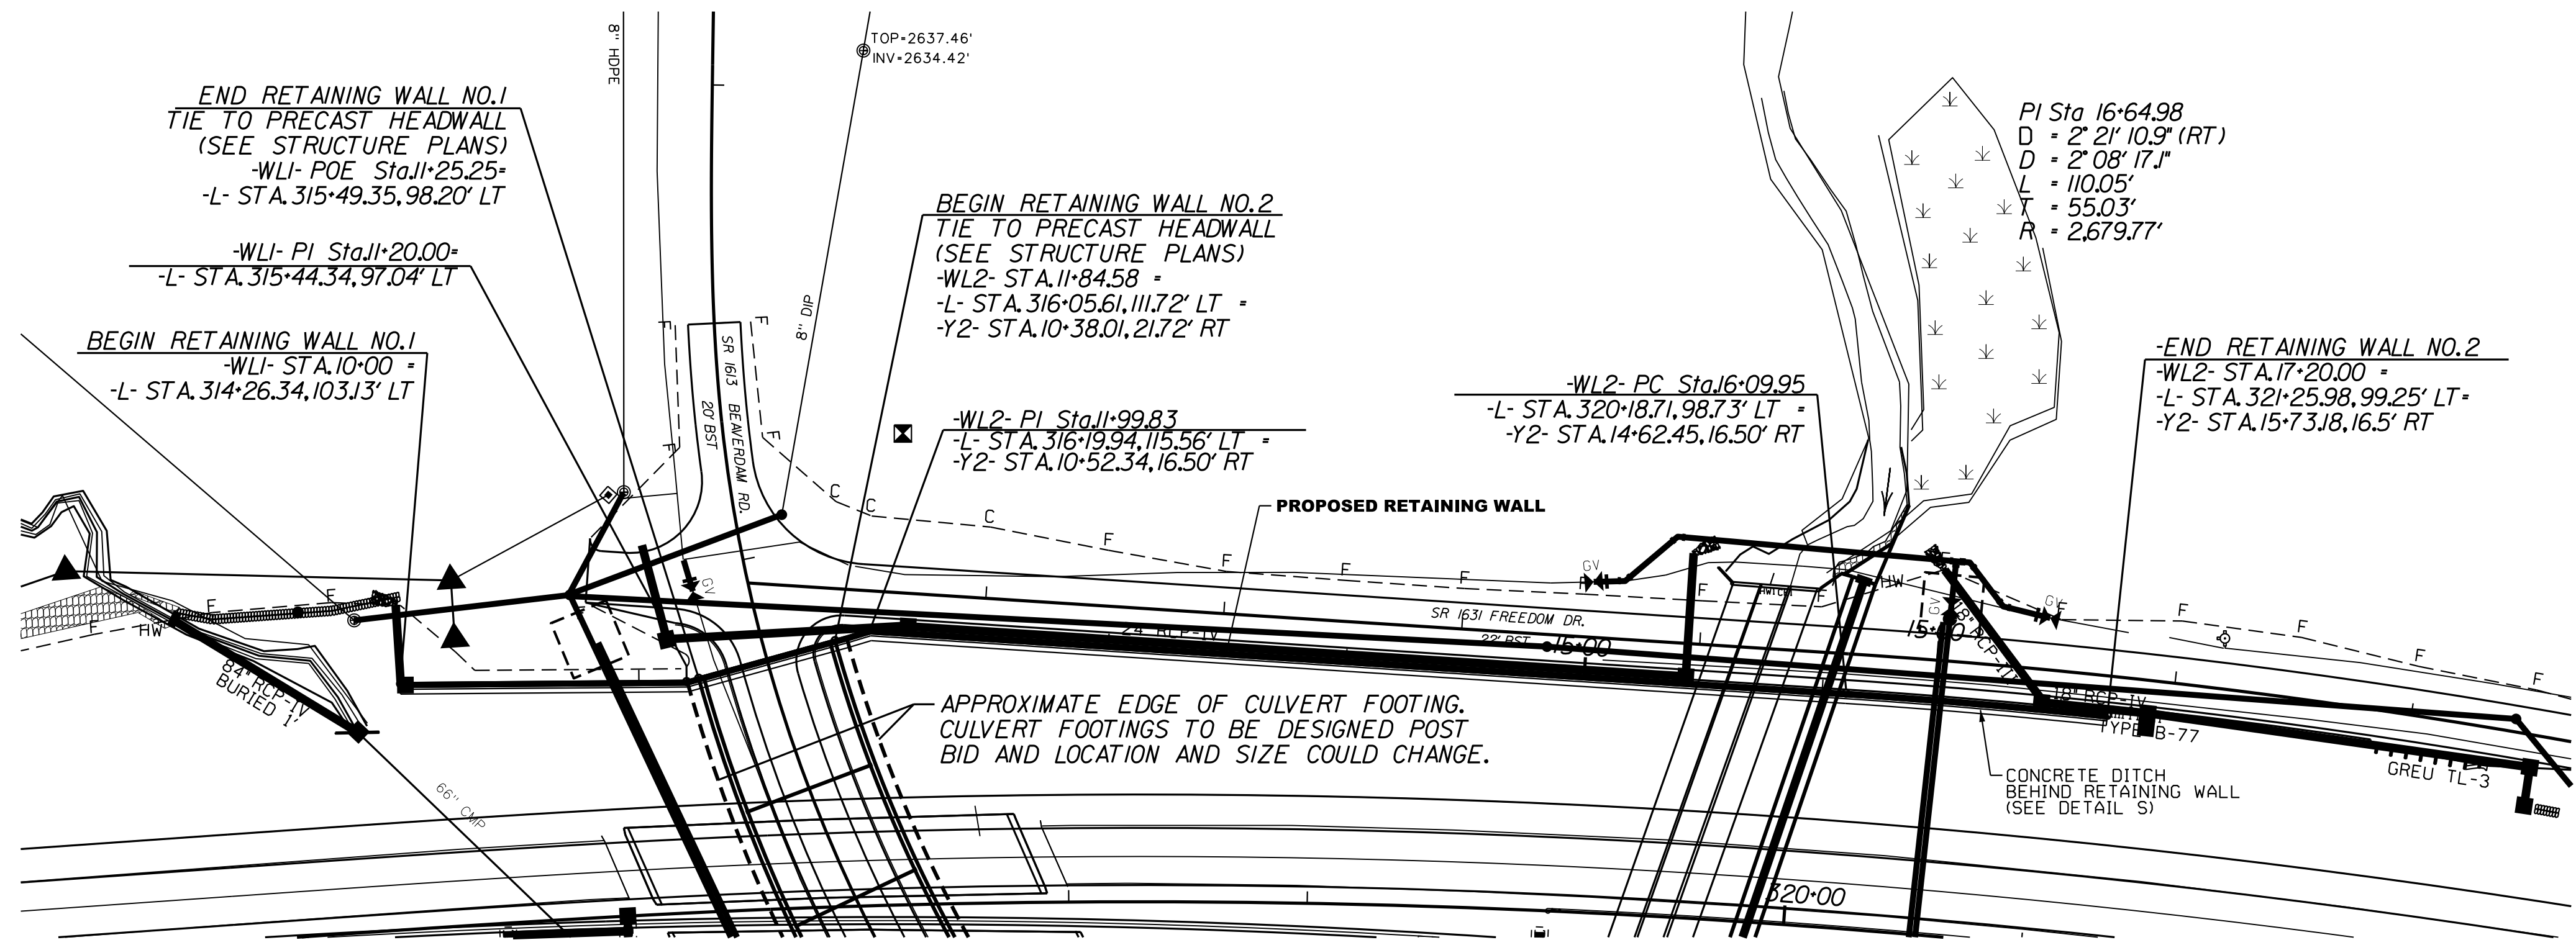 TOP=2637.46'
INV=2634.42'
8" HDPE
END RETAINING WALL NO.1
TIE TO PRECAST HEADWALL
(SEE STRUCTURE PLANS)
-WL1- POE Sta.11+25.25=
-L- STA.315+49.35,98.20' LT
-WL1- PI Sta.11+20.00=
-L- STA.315+44.34,97.04' LT
BEGIN RETAINING WALL NO.1
-WL1- STA.10+00 =
-L- STA.314+26.34,103.13' LT
BEGIN RETAINING WALL NO.2
TIE TO PRECAST HEADWALL
(SEE STRUCTURE PLANS)
-WL2- STA.11+84.58 =
-L- STA.316+05.61,111.72' LT =
-Y2- STA.10+38.01,21.72' RT
-WL2- PI Sta.11+99.83
-L- STA.316+19.94,115.56' LT =
-Y2- STA.10+52.34,16.50' RT
PI Sta 16+64.98
D = 2° 21' 10.9" (RT)
D = 2° 08' 17.1"
L = 110.05'
T = 55.03'
R = 2,679.77'
-WL2- PC Sta.16+09.95
-L- STA.320+18.71,98.73' LT =
-Y2- STA.14+62.45,16.50' RT
-END RETAINING WALL NO.2
-WL2- STA.17+20.00 =
-L- STA.321+25.98,99.25' LT=
-Y2- STA.15+73.18,16.5' RT
8" DIP
SR 1613 BEAVERDAM RD.
20' BST
PROPOSED RETAINING WALL
F
F
F
F
F
F
F
C
C
C
F
F
F
F
F
F
F
F
F
F
F
F
GV
GV
GV
GV
HW
HW
SR 1631 FREEDOM DR.
22' BST
24" RCP-IV
15+00
15+00
18" RCP-III
18" RCP-IV
TYPE B-77
GREU TL-3
84" RCP-IV
BURIED 1'
66" CMP
APPROXIMATE EDGE OF CULVERT FOOTING.
CULVERT FOOTINGS TO BE DESIGNED POST
BID AND LOCATION AND SIZE COULD CHANGE.
CONCRETE DITCH
BEHIND RETAINING WALL
(SEE DETAIL S)
320+00